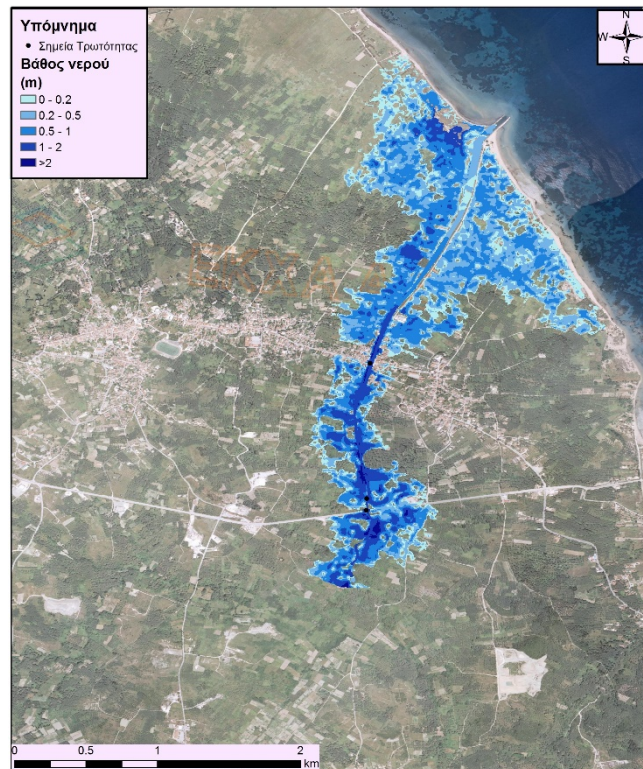 Υπόμνημα
• Σημεία Τρωτότητας
Βάθος νερού
(m)
0 - 0.2
0.2 - 0.5
0.5 - 1
1 - 2
>2
N
W E
S
0 0.5 1 2
km